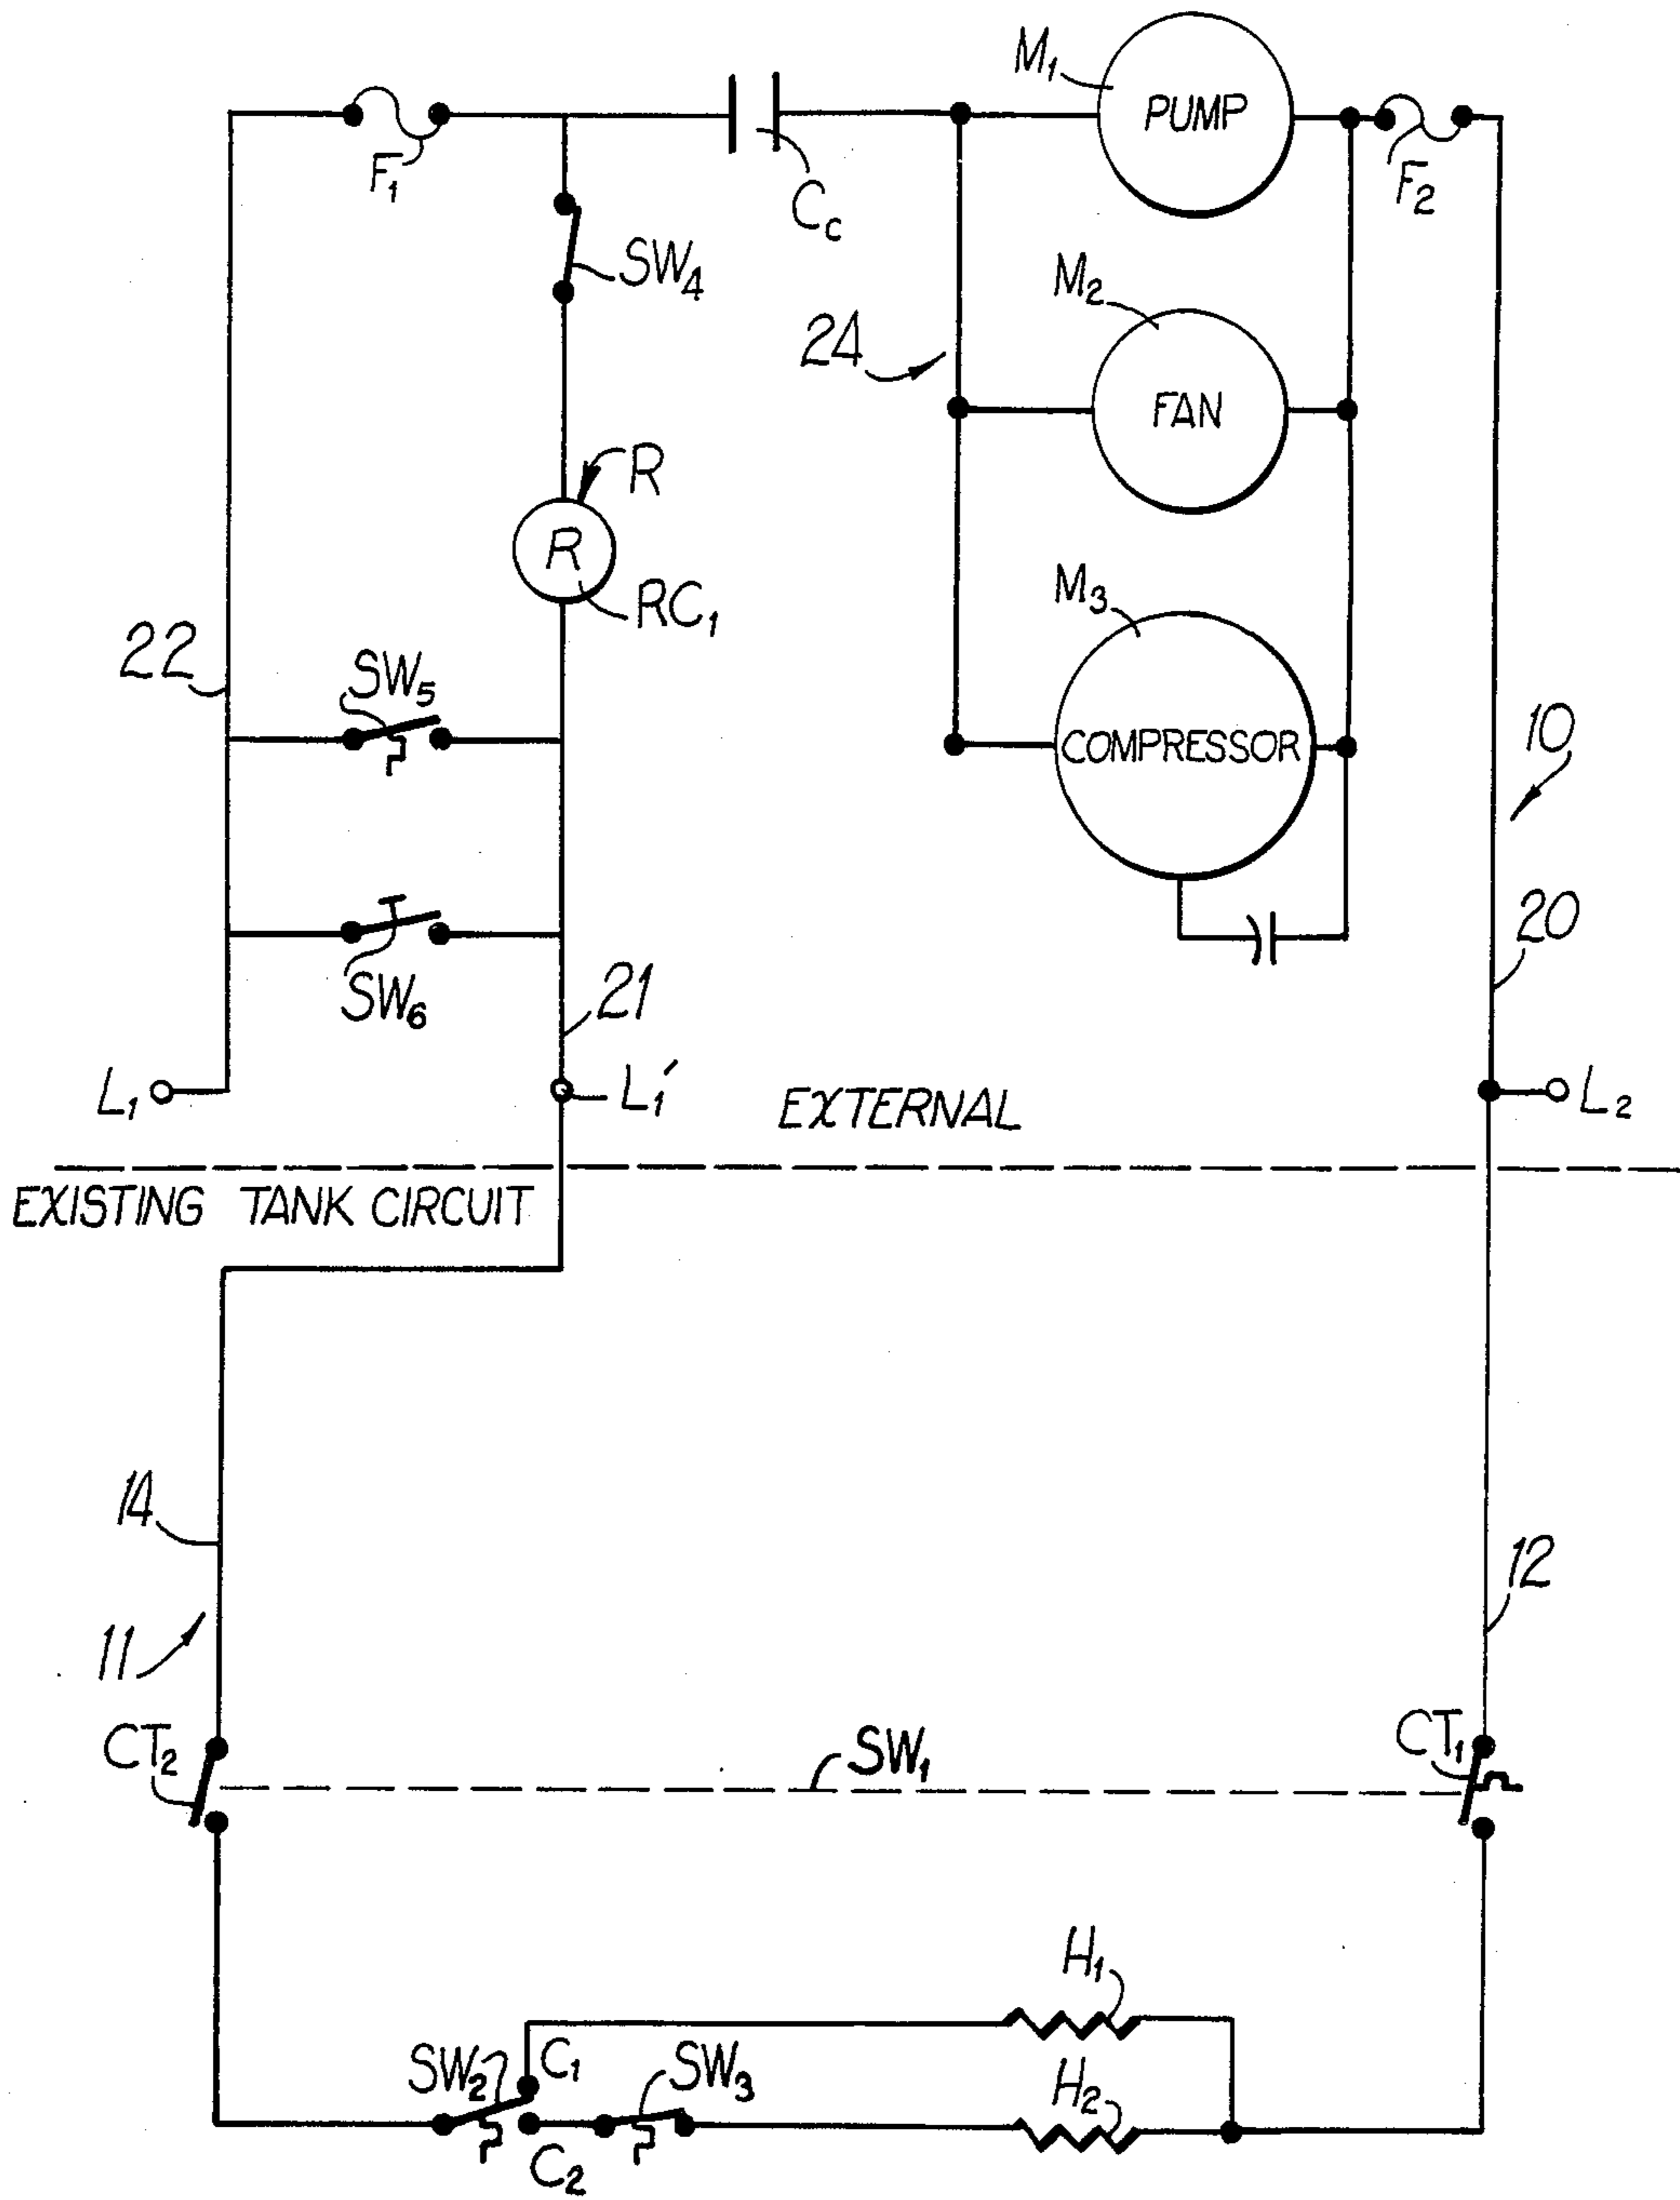 M₁
PUMP
F₁
C_c
F₂
SW₄
M₂
24
FAN
R
R
RC₁
M₃
22
SW₅
COMPRESSOR
10
20
SW₆
21
L₁
L₁′
EXTERNAL
L₂
EXISTING TANK CIRCUIT
14
12
11
CT₂
SW₁
CT₁
H₁
SW₂
C₁
SW₃
H₂
C₂